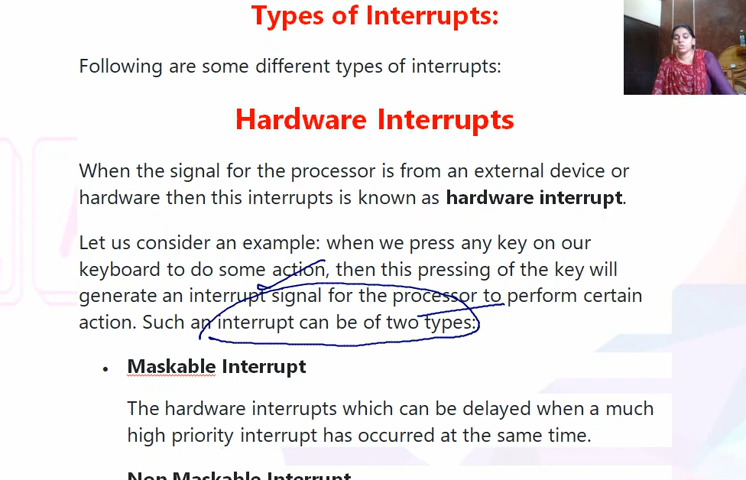 Types of Interrupts:
Following are some different types of interrupts:
Hardware Interrupts
When the signal for the processor is from an external device or
hardware then this interrupts is known as hardware interrupt.
Let us consider an example: when we press any key on our
keyboard to do some action, then this pressing of the key will
generate an interrupt signal for the processor to perform certain
action. Such an interrupt can be of two types:
• Maskable Interrupt
The hardware interrupts which can be delayed when a much
high priority interrupt has occurred at the same time.
Non Maskable Interrupt